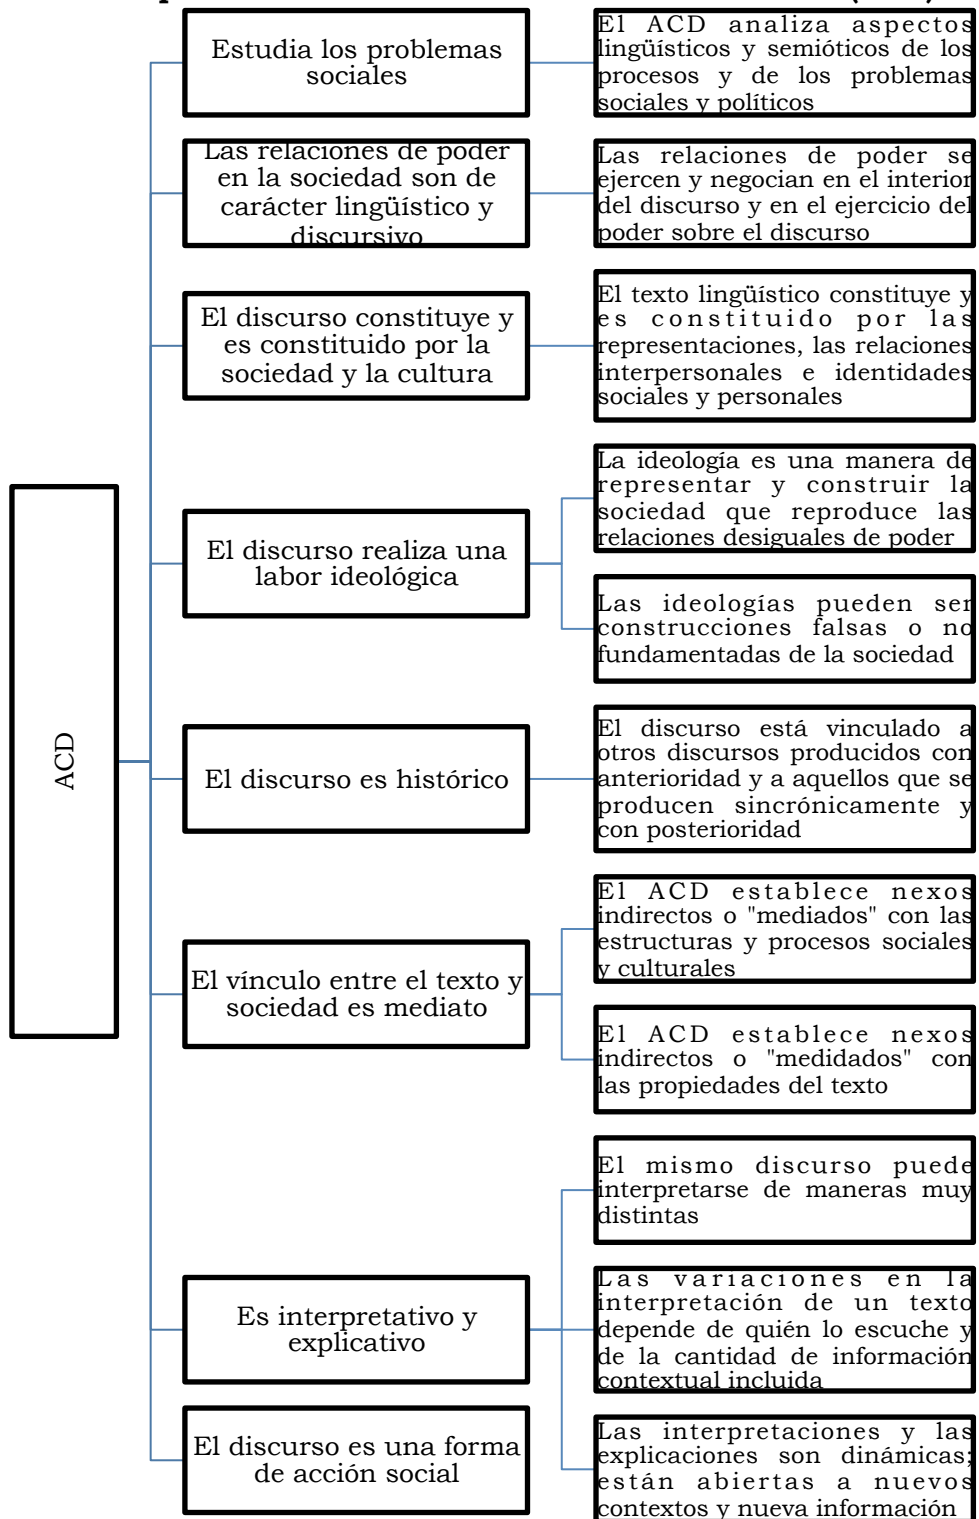 ACD
Estudia los problemas
sociales
El ACD analiza aspectos
lingüísticos y semióticos de los
procesos y de los problemas
sociales y políticos
Las relaciones de poder
en la sociedad son de
carácter lingüístico y
discursivo
Las relaciones de poder se
ejercen y negocian en el interior
del discurso y en el ejercicio del
poder sobre el discurso
El discurso constituye y
es constituido por la
sociedad y la cultura
El texto lingüístico constituye y
es constituido por las
representaciones, las relaciones
interpersonales e identidades
sociales y personales
El discurso realiza una
labor ideológica
La ideología es una manera de
representar y construir la
sociedad que reproduce las
relaciones desiguales de poder
Las ideologías pueden ser
construcciones falsas o no
fundamentadas de la sociedad
El discurso es histórico
El discurso está vinculado a
otros discursos producidos con
anterioridad y a aquellos que se
producen sincrónicamente y
con posterioridad
El vínculo entre el texto y
sociedad es mediato
El ACD establece nexos
indirectos o "mediados" con las
estructuras y procesos sociales
y culturales
El ACD establece nexos
indirectos o "medidados" con
las propiedades del texto
Es interpretativo y
explicativo
El mismo discurso puede
interpretarse de maneras muy
distintas
Las variaciones en la
interpretación de un texto
depende de quién lo escuche y
de la cantidad de información
contextual incluida
Las interpretaciones y las
explicaciones son dinámicas;
están abiertas a nuevos
contextos y nueva información
El discurso es una forma
de acción social